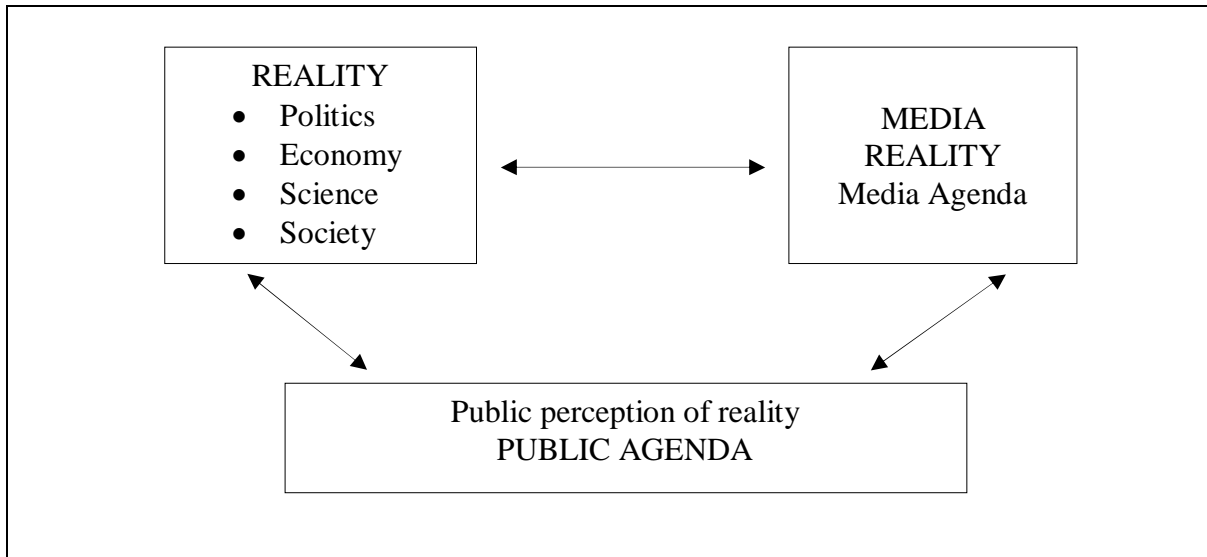 REALITY
• Politics
• Economy
• Science
• Society
MEDIA
REALITY
Media Agenda
Public perception of reality
PUBLIC AGENDA